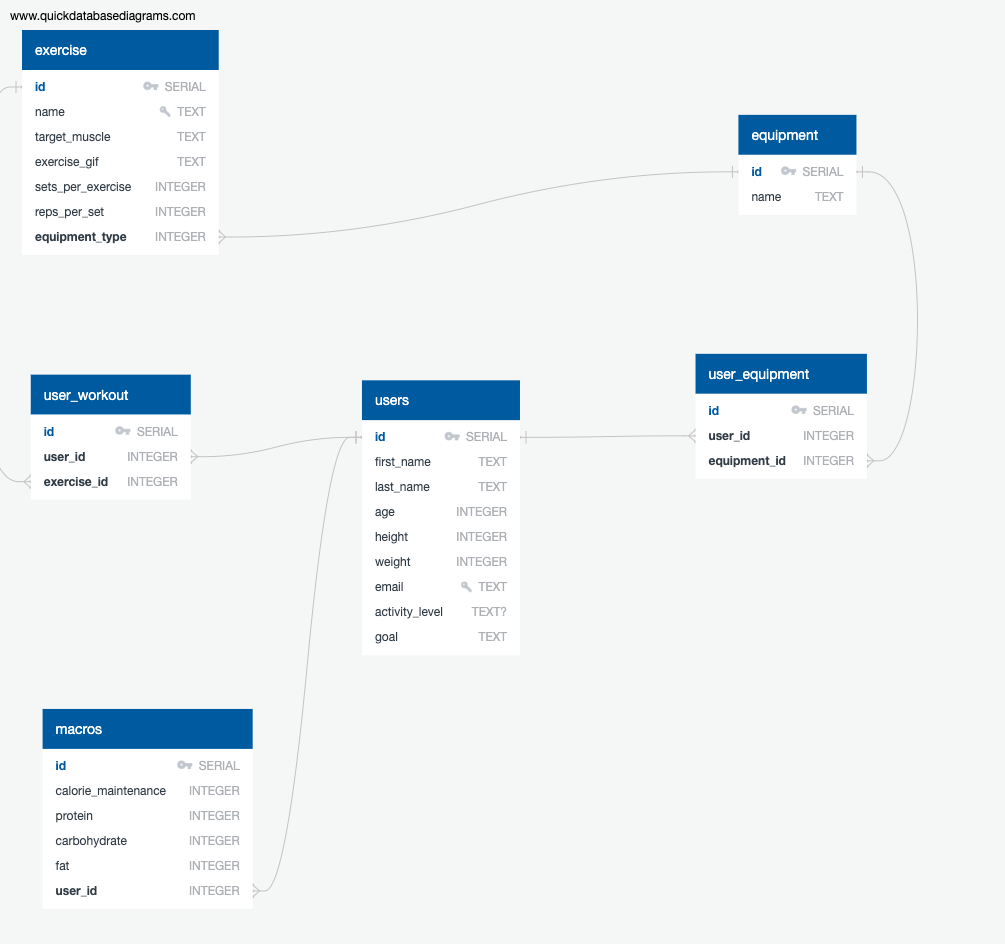 www.quickdatabasediagrams.com
exercise
id SERIAL
name TEXT
target_muscle TEXT
exercise_gif TEXT
sets_per_exercise INTEGER
reps_per_set INTEGER
equipment_type INTEGER
equipment
id SERIAL
name TEXT
user_workout
id SERIAL
user_id INTEGER
exercise_id INTEGER
users
id SERIAL
first_name TEXT
last_name TEXT
age INTEGER
height INTEGER
weight INTEGER
email TEXT
activity_level TEXT?
goal TEXT
user_equipment
id SERIAL
user_id INTEGER
equipment_id INTEGER
macros
id SERIAL
calorie_maintenance INTEGER
protein INTEGER
carbohydrate INTEGER
fat INTEGER
user_id INTEGER